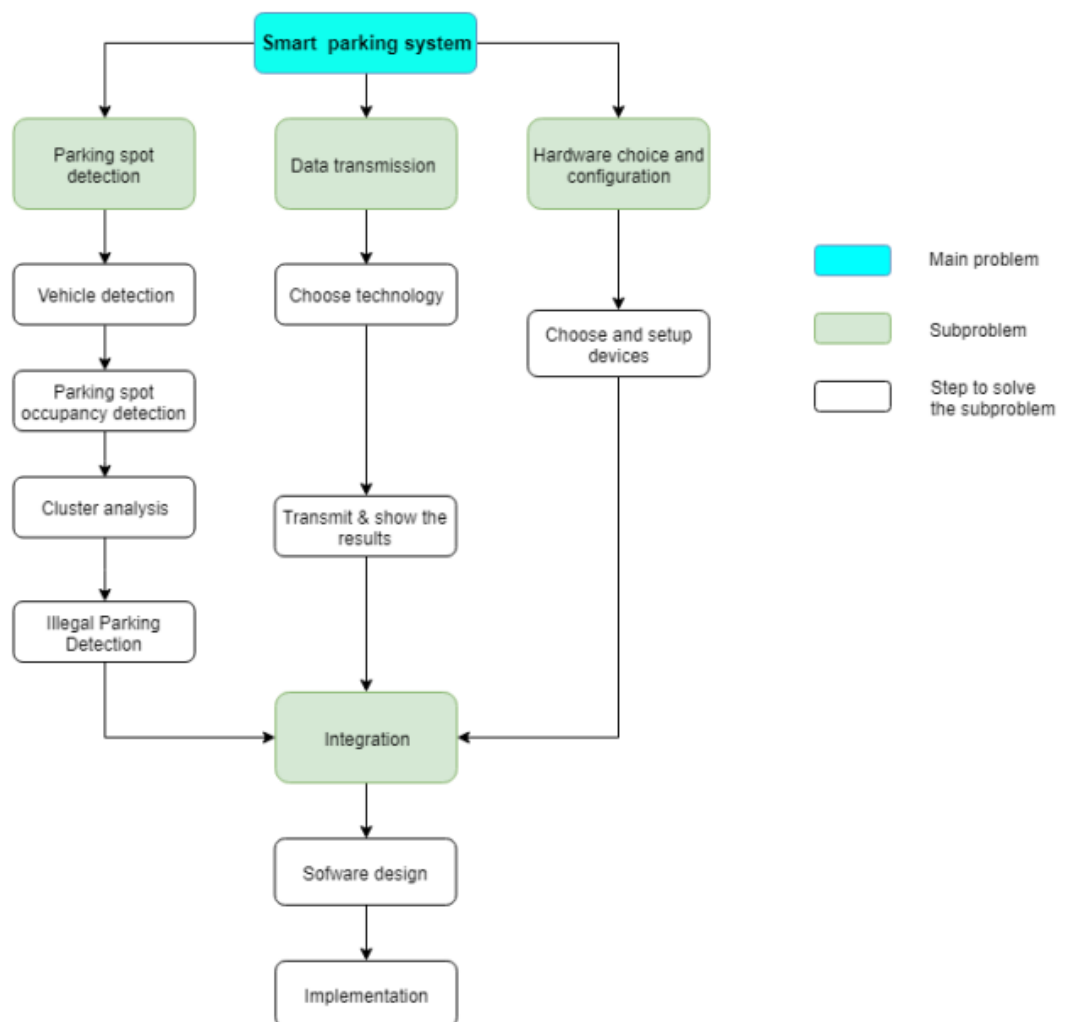 Smart parking system
Parking spot
detection
Data transmission
Hardware choice and
configuration
Vehicle detection
Choose technology
Choose and setup
devices
Parking spot
occupancy detection
Cluster analysis
Transmit & show the
results
Illegal Parking
Detection
Integration
Sofware design
Implementation
Main problem
Subproblem
Step to solve
the subproblem